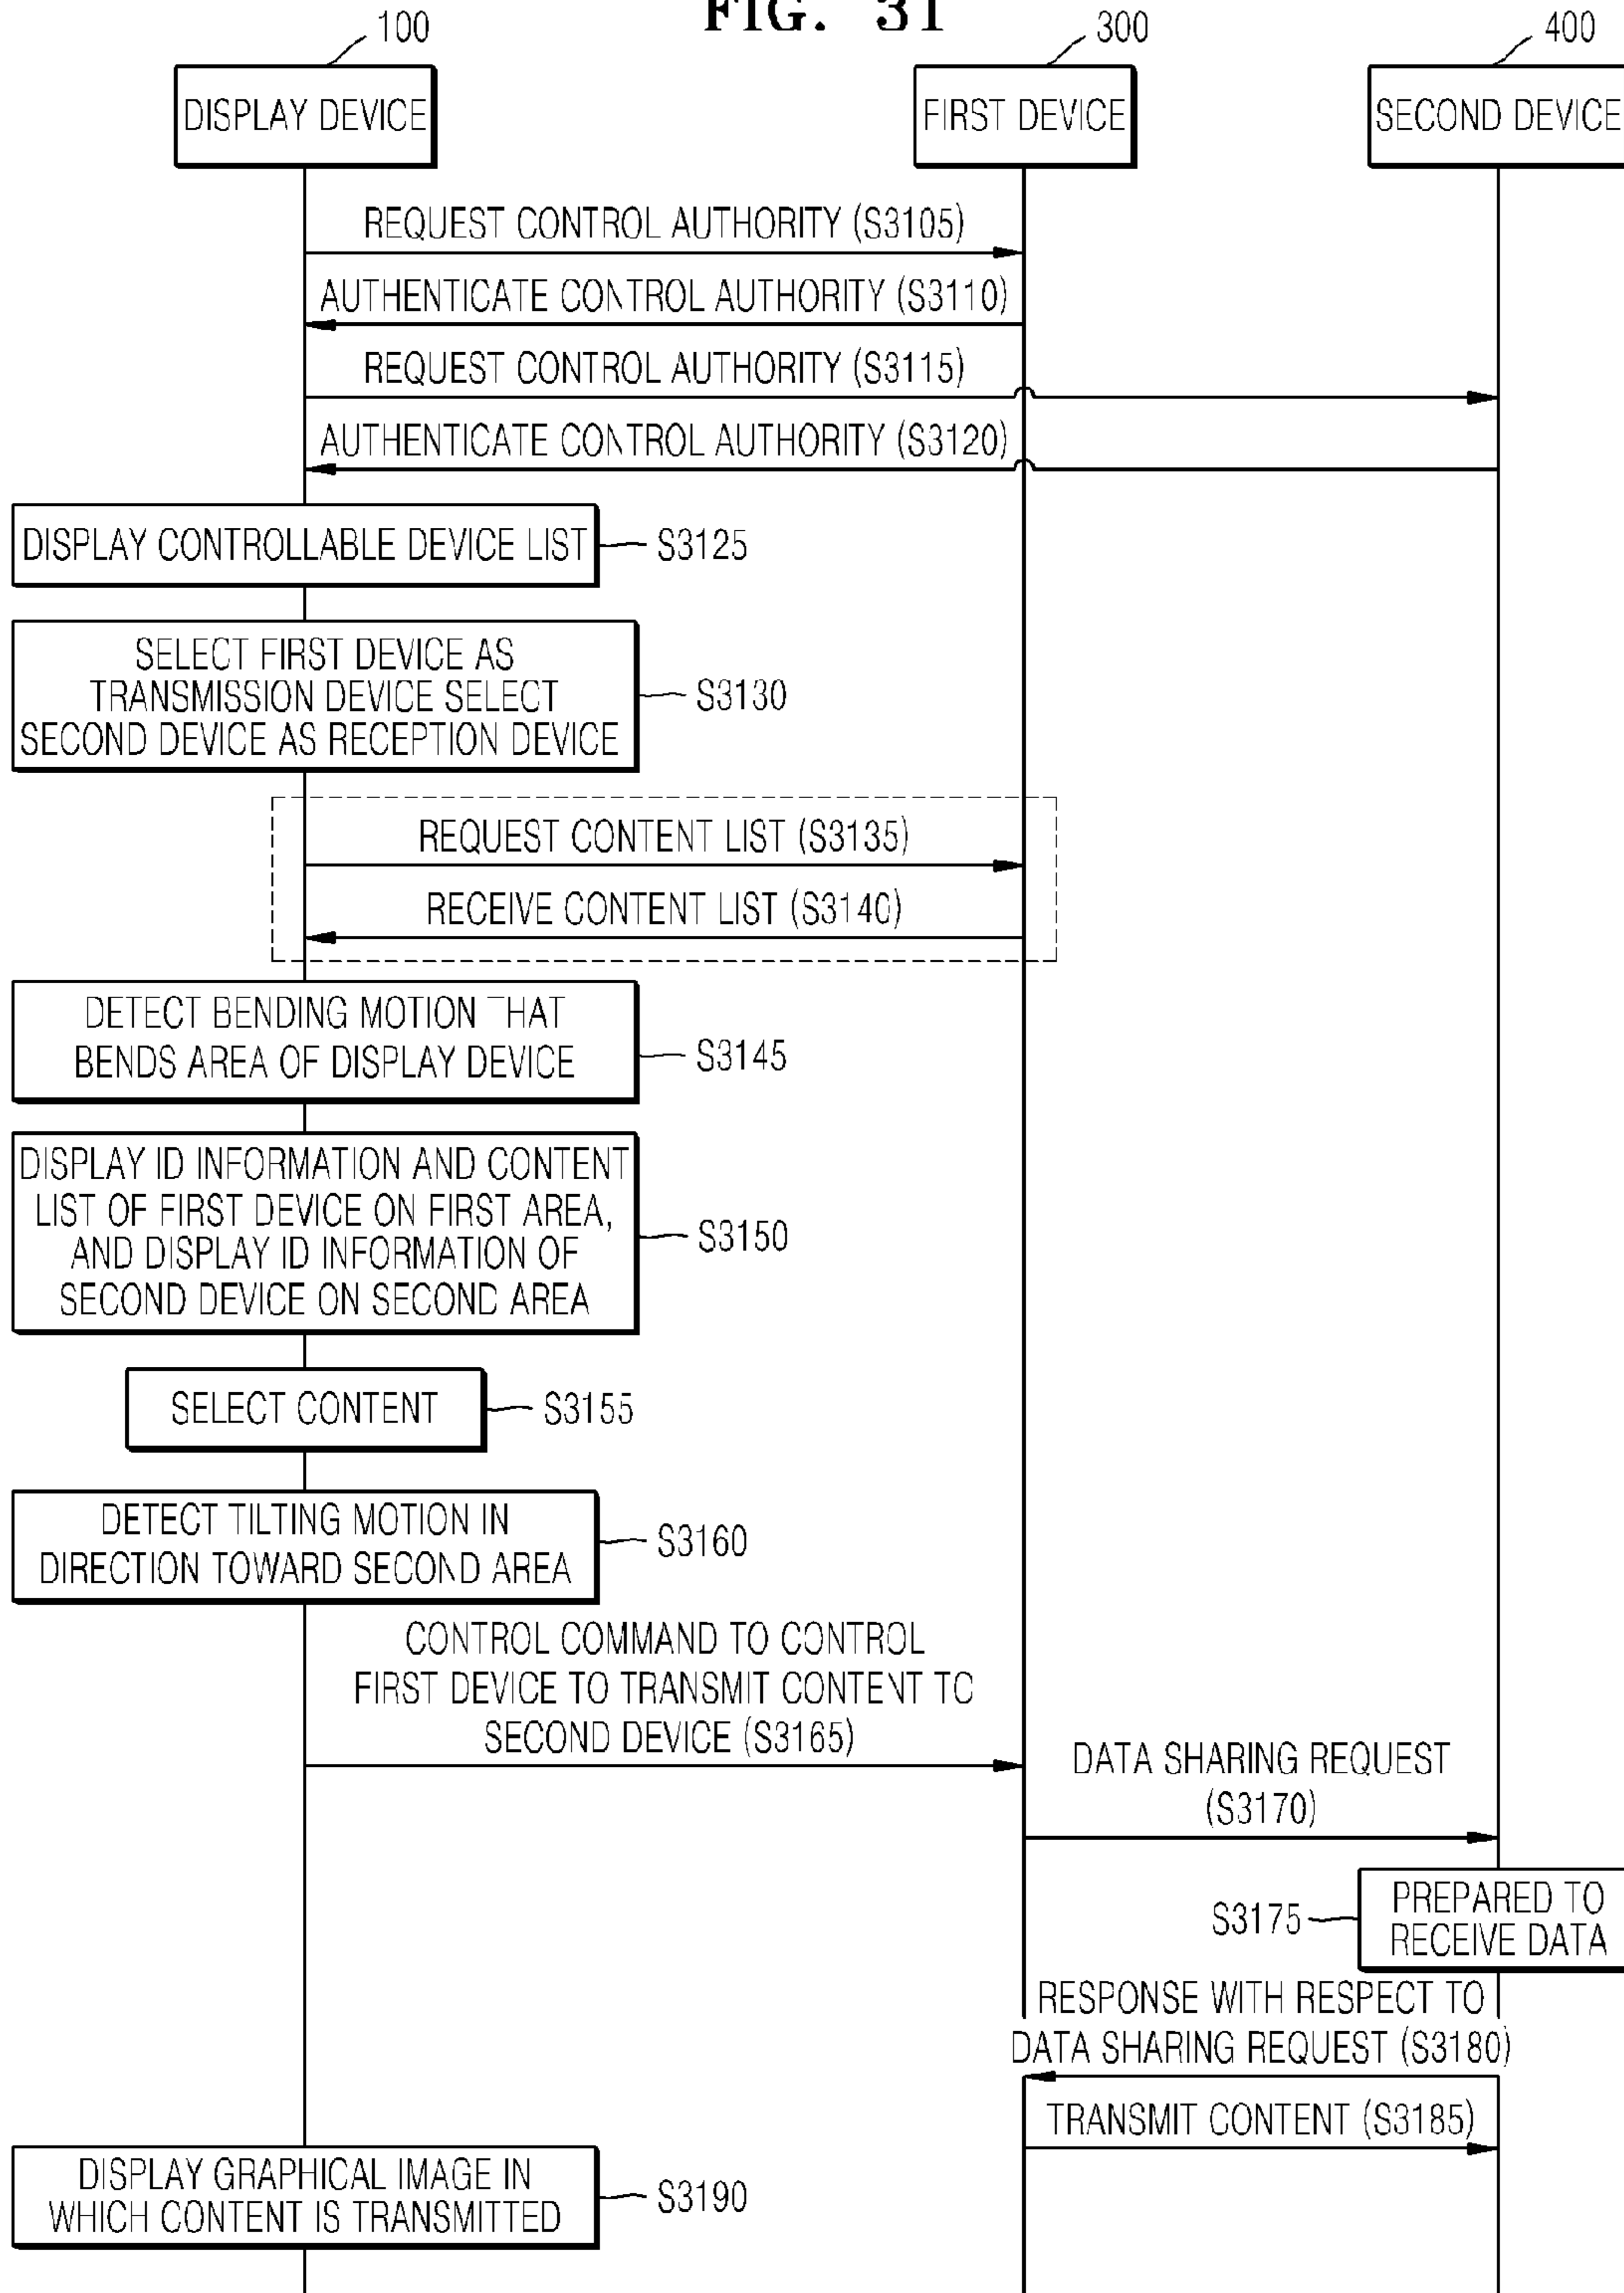 FIG. 31
100
300
400
DISPLAY DEVICE
FIRST DEVICE
SECOND DEVICE
REQUEST CONTROL AUTHORITY (S3105)
AUTHENTICATE CONTROL AUTHORITY (S3110)
REQUEST CONTROL AUTHORITY (S3115)
AUTHENTICATE CONTROL AUTHORITY (S3120)
DISPLAY CONTROLLABLE DEVICE LIST
S3125
SELECT FIRST DEVICE AS
TRANSMISSION DEVICE SELECT
SECOND DEVICE AS RECEPTION DEVICE
S3130
REQUEST CONTENT LIST (S3135)
RECEIVE CONTENT LIST (S3140)
DETECT BENDING MOTION THAT
BENDS AREA OF DISPLAY DEVICE
S3145
DISPLAY ID INFORMATION AND CONTENT
LIST OF FIRST DEVICE ON FIRST AREA,
AND DISPLAY ID INFORMATION OF
SECOND DEVICE ON SECOND AREA
S3150
SELECT CONTENT
S3155
DETECT TILTING MOTION IN
DIRECTION TOWARD SECOND AREA
S3160
CONTROL COMMAND TO CONTROL
FIRST DEVICE TO TRANSMIT CONTENT TO
SECOND DEVICE (S3165)
DATA SHARING REQUEST
(S3170)
PREPARED TO
RECEIVE DATA
S3175
RESPONSE WITH RESPECT TO
DATA SHARING REQUEST (S3180)
TRANSMIT CONTENT (S3185)
DISPLAY GRAPHICAL IMAGE IN
WHICH CONTENT IS TRANSMITTED
S3190